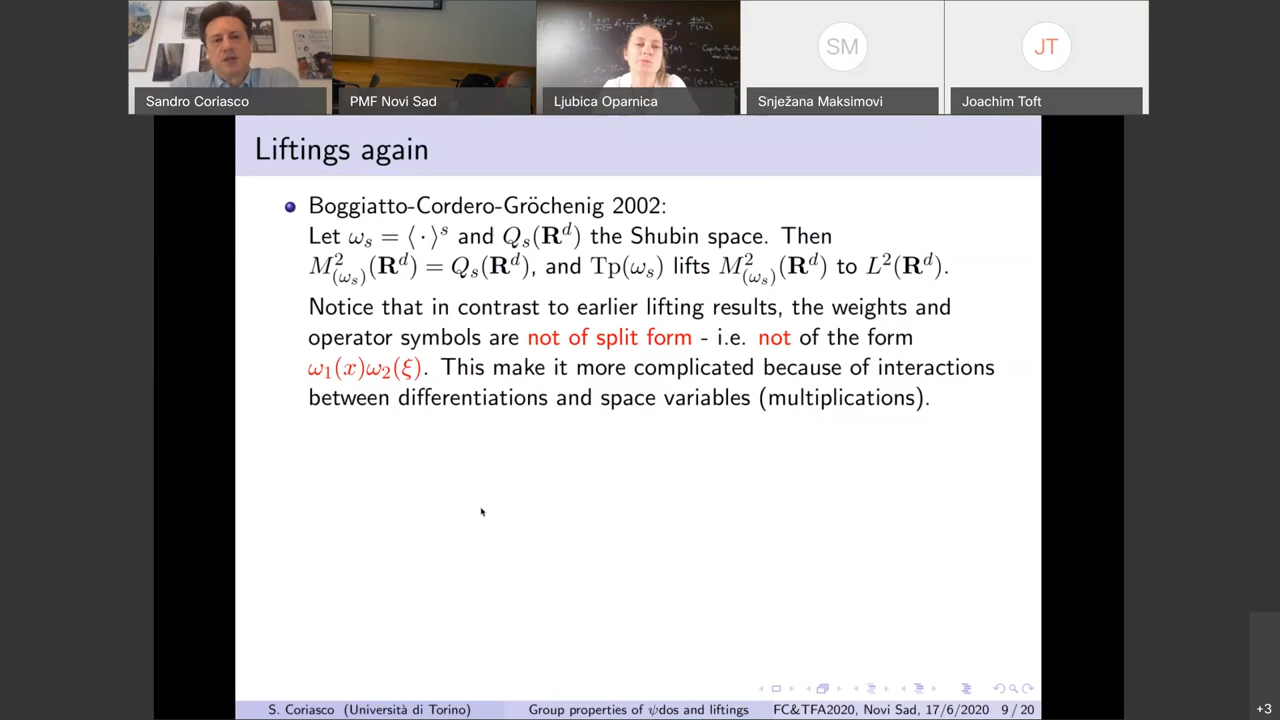 SM
JT
Sandro Coriasco
PMF Novi Sad
Ljubica Oparnica
Snježana Maksimovi
Joachim Toft
Liftings again
Boggiatto-Cordero-Gröchenig 2002:
Let ω_s = ⟨ · ⟩^s and Q_s(R^d) the Shubin space. Then
M^2_{(ω_s)}(R^d) = Q_s(R^d), and Tp(ω_s) lifts M^2_{(ω_s)}(R^d) to L^2(R^d).
Notice that in contrast to earlier lifting results, the weights and
operator symbols are not of split form - i.e. not of the form
ω_1(x)ω_2(ξ). This make it more complicated because of interactions
between differentiations and space variables (multiplications).
S. Coriasco (Università di Torino) Group properties of ψdos and liftings FC&TFA2020, Novi Sad, 17/6/2020 9 / 20
+3